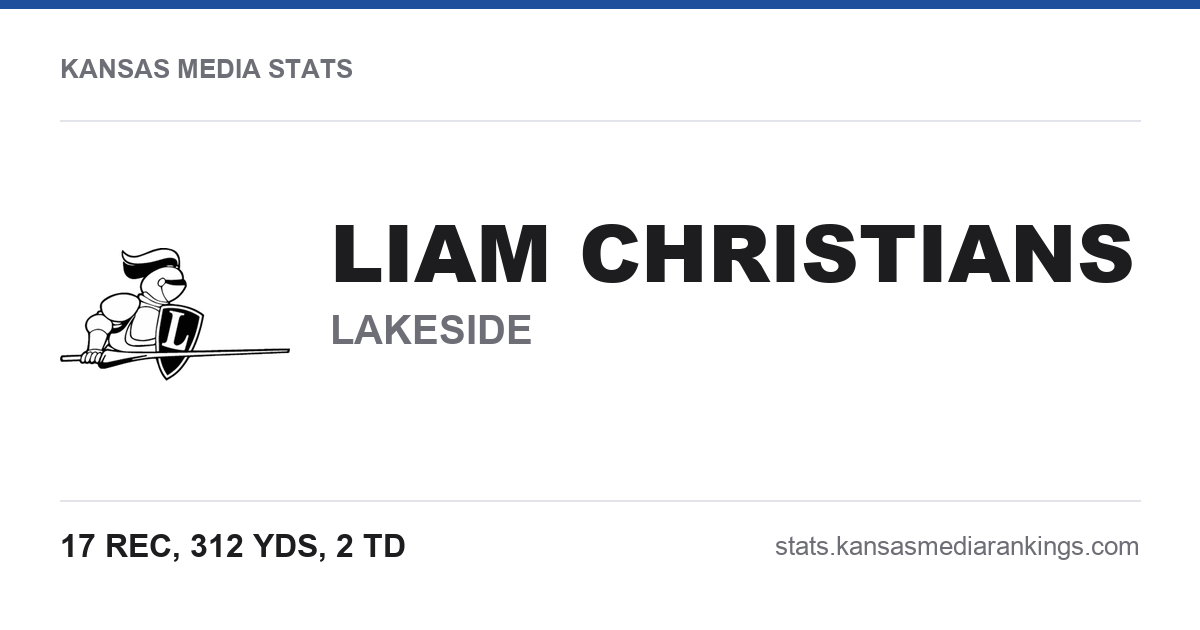 KANSAS MEDIA STATS
LIAM CHRISTIANS
LAKESIDE
L
17 REC, 312 YDS, 2 TD
stats.kansasmediarankings.com